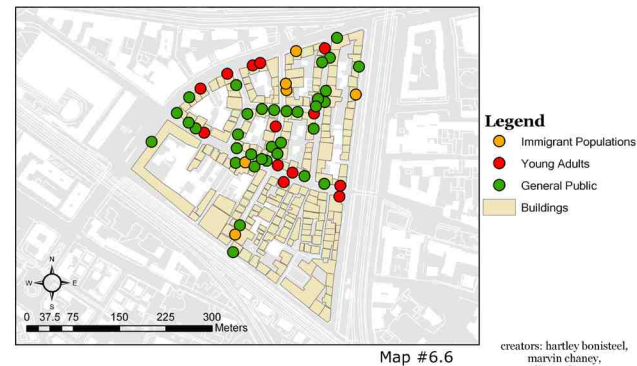 Legend
Immigrant Populations
Young Adults
General Public
Buildings
N
W E
S
0 37.5 75 150 225 300
Meters
Map #6.6
creators: hartley bonisteel,
marvin chaney,